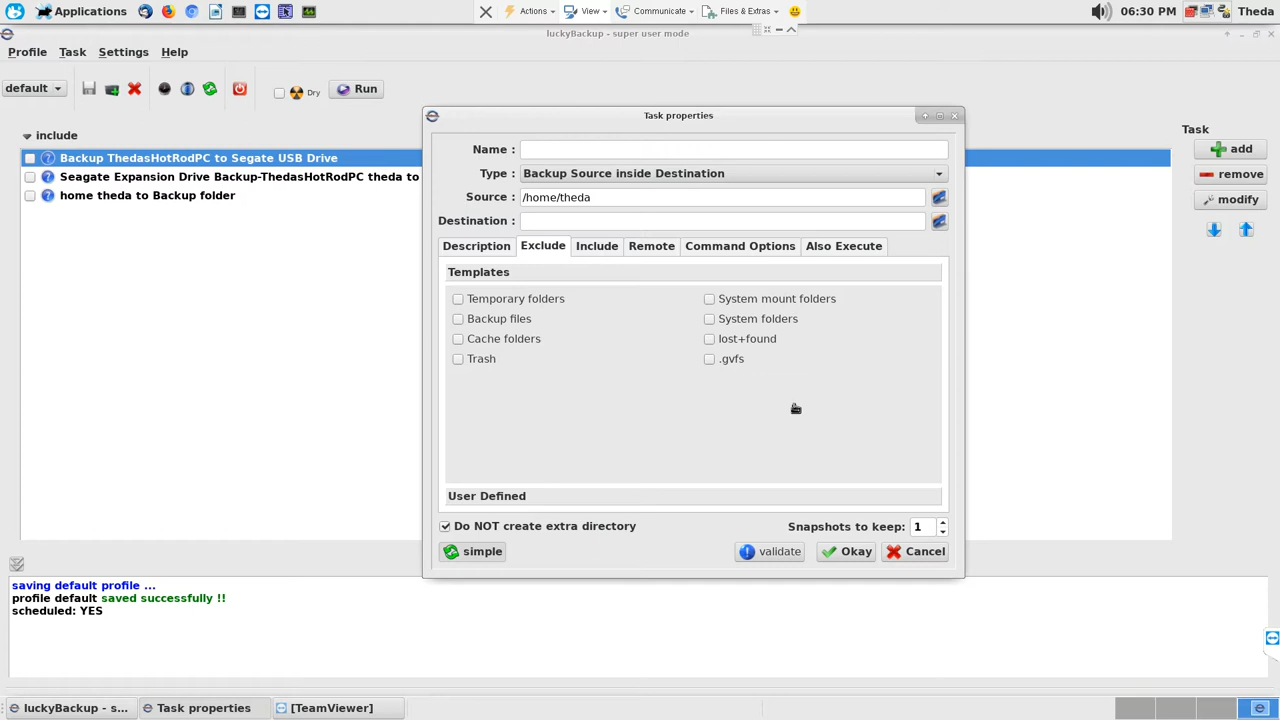 Applications
Actions
View
Communicate
Files & Extras
06:30 PM
Theda
luckyBackup - super user mode
Profile
Task
Settings
Help
default
Dry
Run
include
Backup ThedasHotRodPC to Segate USB Drive
Seagate Expansion Drive Backup-ThedasHotRodPC theda to
home theda to Backup folder
Task
add
remove
modify
Task properties
Name :
Type :
Backup Source inside Destination
Source :
/home/theda
Destination :
Description
Exclude
Include
Remote
Command Options
Also Execute
Templates
Temporary folders
System mount folders
Backup files
System folders
Cache folders
lost+found
Trash
.gvfs
User Defined
Do NOT create extra directory
Snapshots to keep:
1
simple
validate
Okay
Cancel
saving default profile ...
profile default saved successfully !!
scheduled: YES
luckyBackup - s...
Task properties
[TeamViewer]